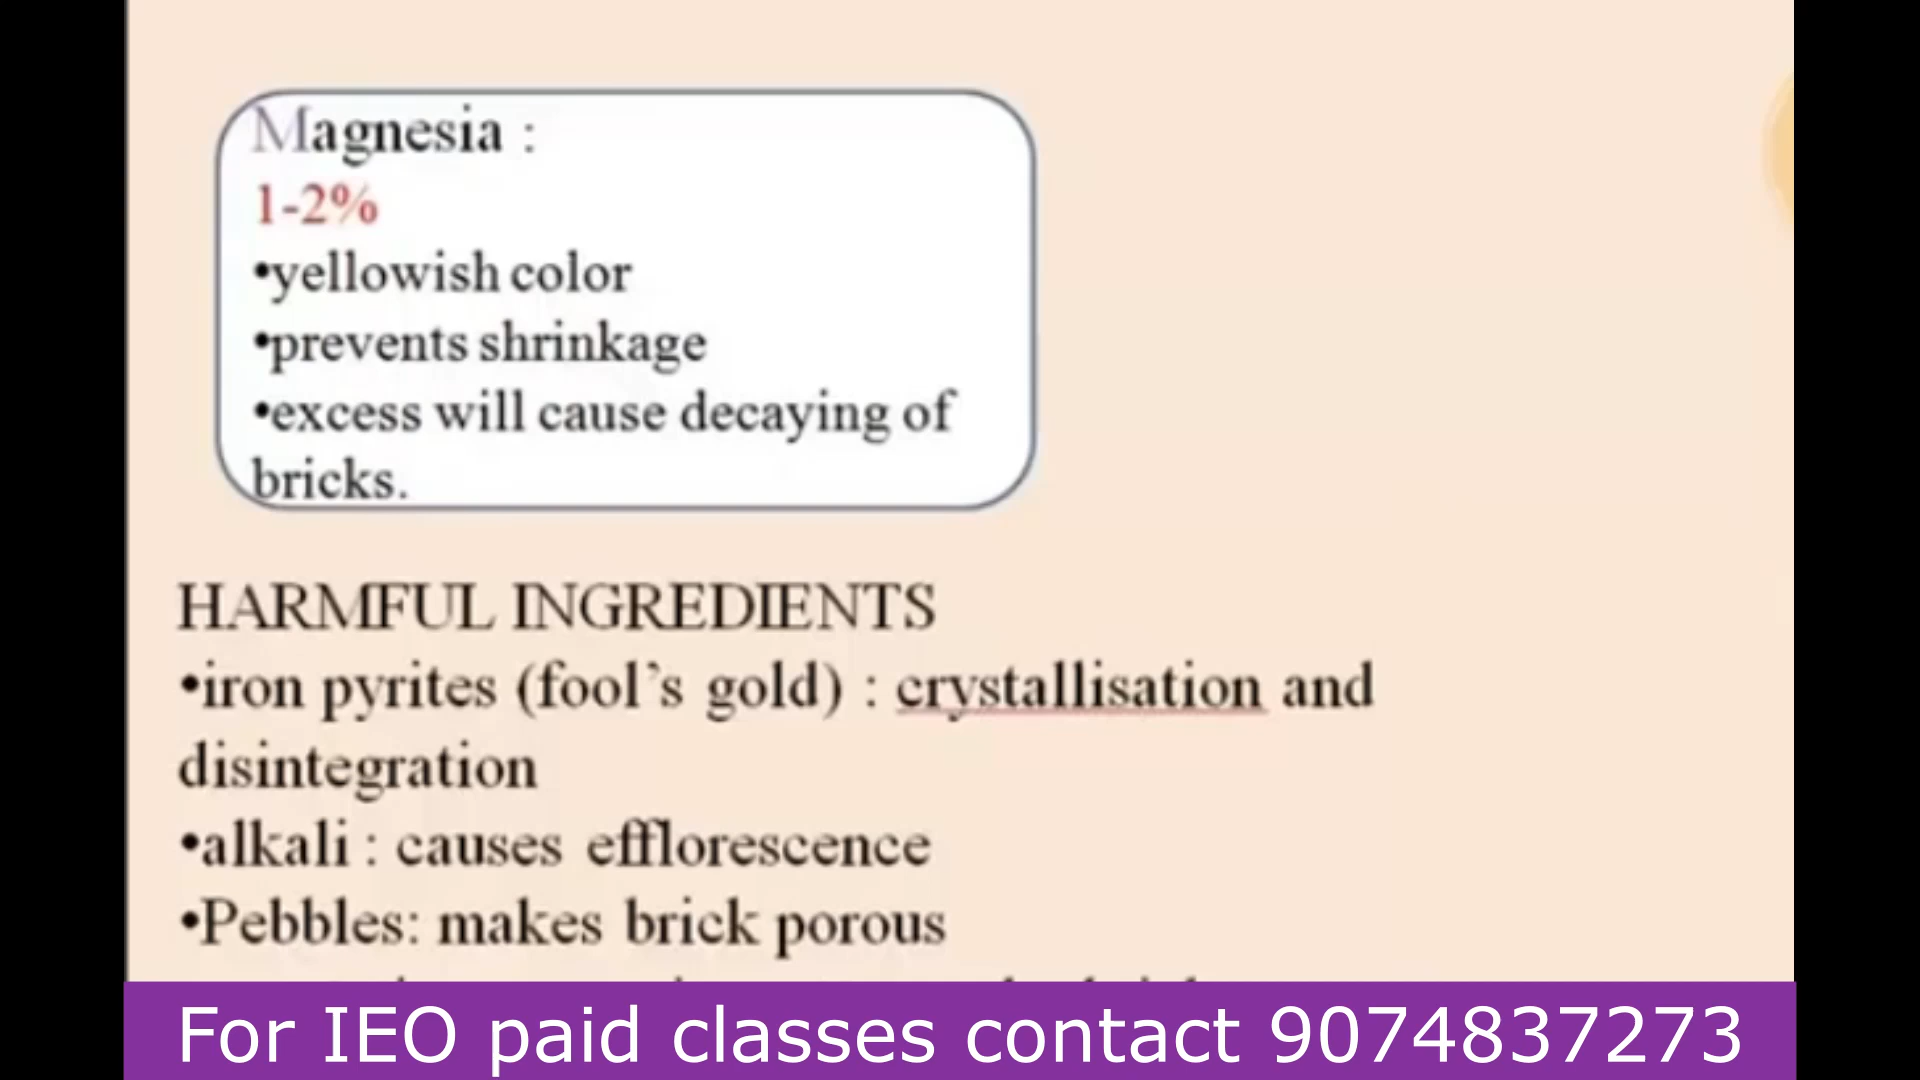 Magnesia :
1-2%
•yellowish color
•prevents shrinkage
•excess will cause decaying of
bricks.
HARMFUL INGREDIENTS
•iron pyrites (fool’s gold) : crystallisation and
disintegration
•alkali : causes efflorescence
•Pebbles: makes brick porous
For IEO paid classes contact 9074837273